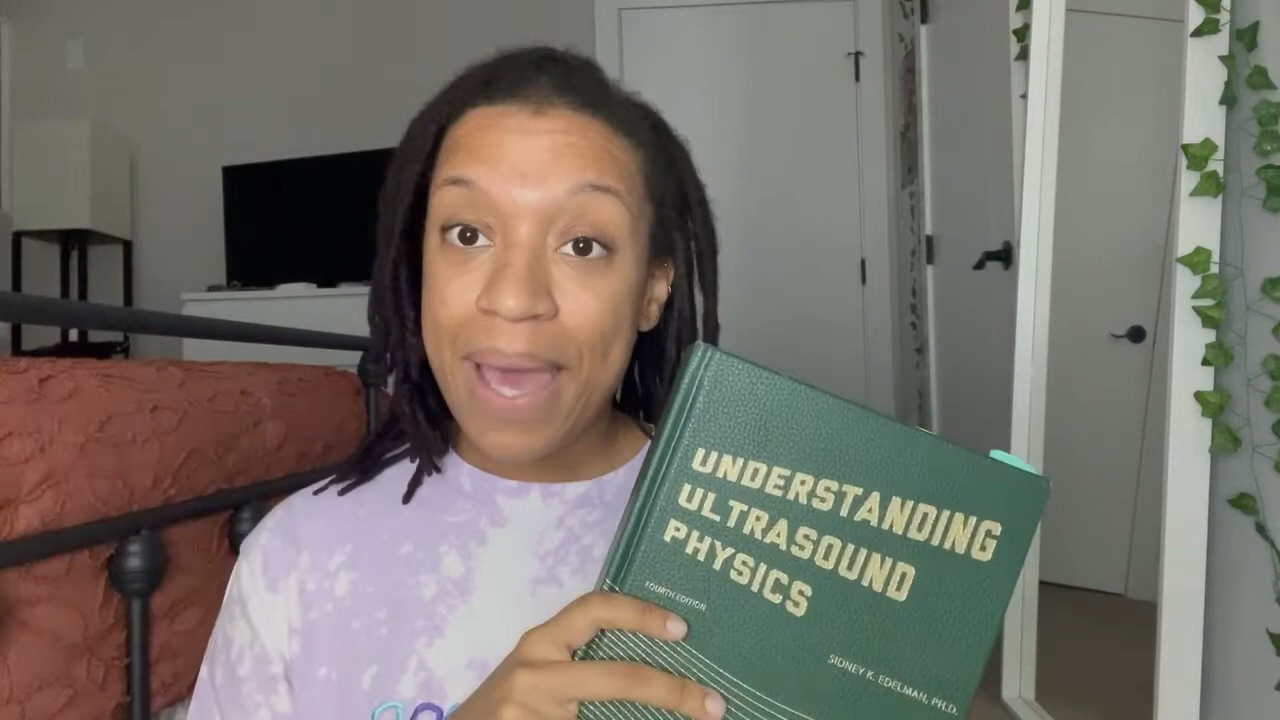 UNDERSTANDING
ULTRASOUND
PHYSICS
FOURTH EDITION
SIDNEY K. EDELMAN, PH.D.